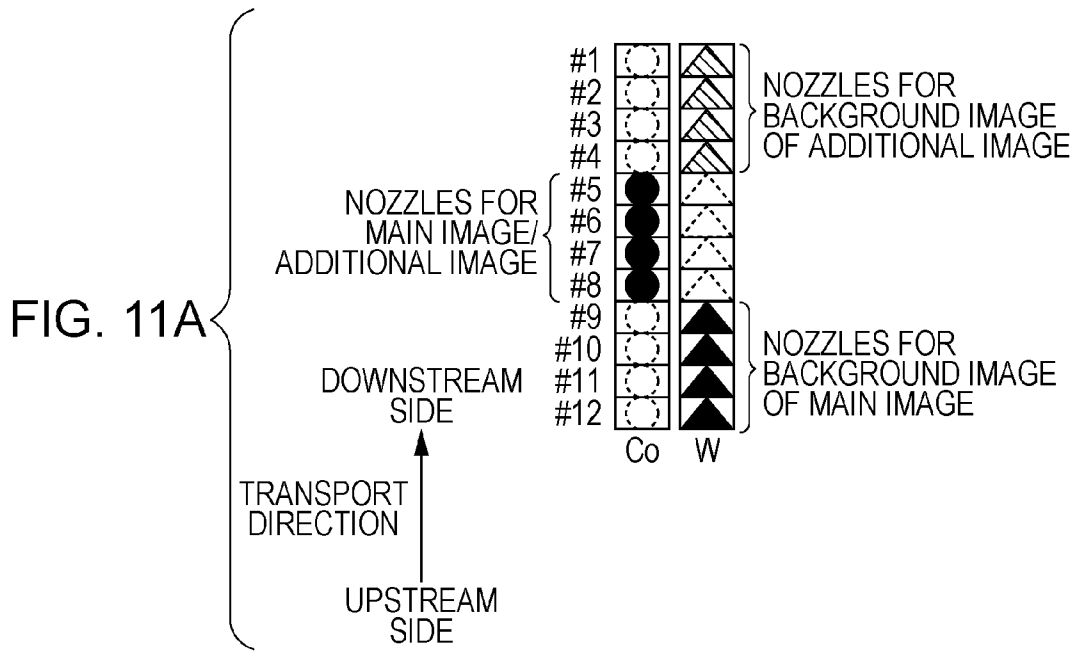 FIG. 11A
#1
#2
#3
#4
#5
#6
#7
#8
#9
#10
#11
#12
Co
W
NOZZLES FOR
BACKGROUND IMAGE
OF ADDITIONAL IMAGE
NOZZLES FOR
MAIN IMAGE/
ADDITIONAL IMAGE
NOZZLES FOR
BACKGROUND IMAGE
OF MAIN IMAGE
DOWNSTREAM
SIDE
TRANSPORT
DIRECTION
UPSTREAM
SIDE